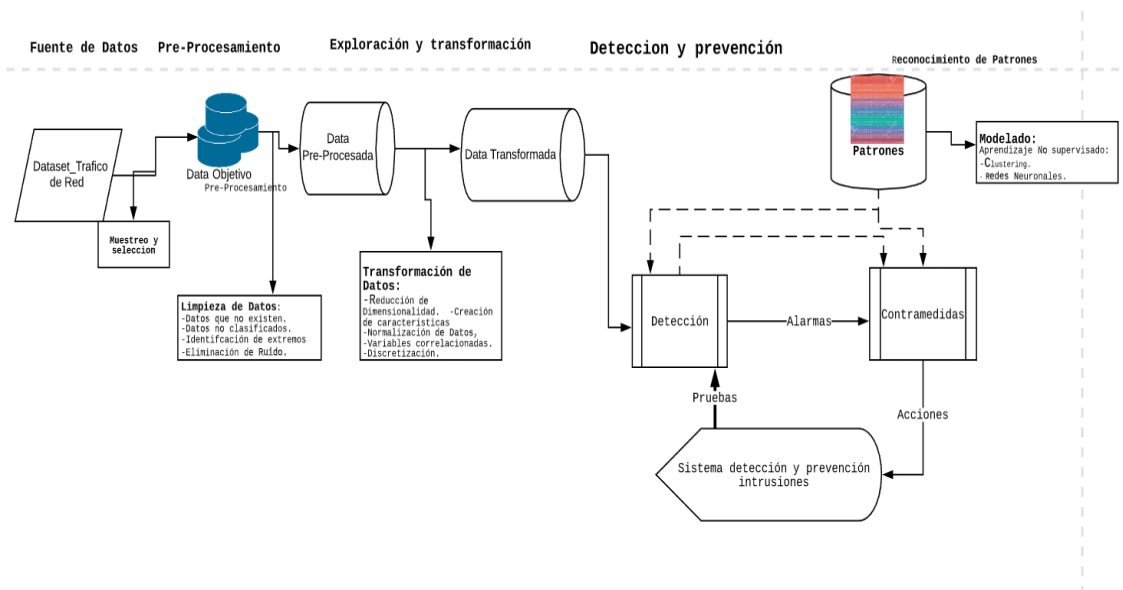 Fuente de Datos
Pre-Procesamiento
Exploración y transformación
Deteccion y prevención
Reconocimiento de Patrones
Dataset_Trafico
de Red
Muestreo y
seleccion
Data Objetivo
Pre-Procesamiento
Limpieza de Datos:
-Datos que no existen.
-Datos no clasificados.
-Identifcación de extremos
-Eliminación de Ruído.
Data
Pre-Procesada
Transformación de
Datos:
-Reducción de
Dimensionalidad. -Creación
de caracteristicas
-Normalización de Datos,
-Variables correlacionadas.
-Discretización.
Data Transformada
Patrones
Modelado:
Aprendizaje No supervisado:
-Clustering.
- Redes Neuronales.
Detección
Alarmas
Contramedidas
Pruebas
Acciones
Sistema detección y prevención
intrusiones